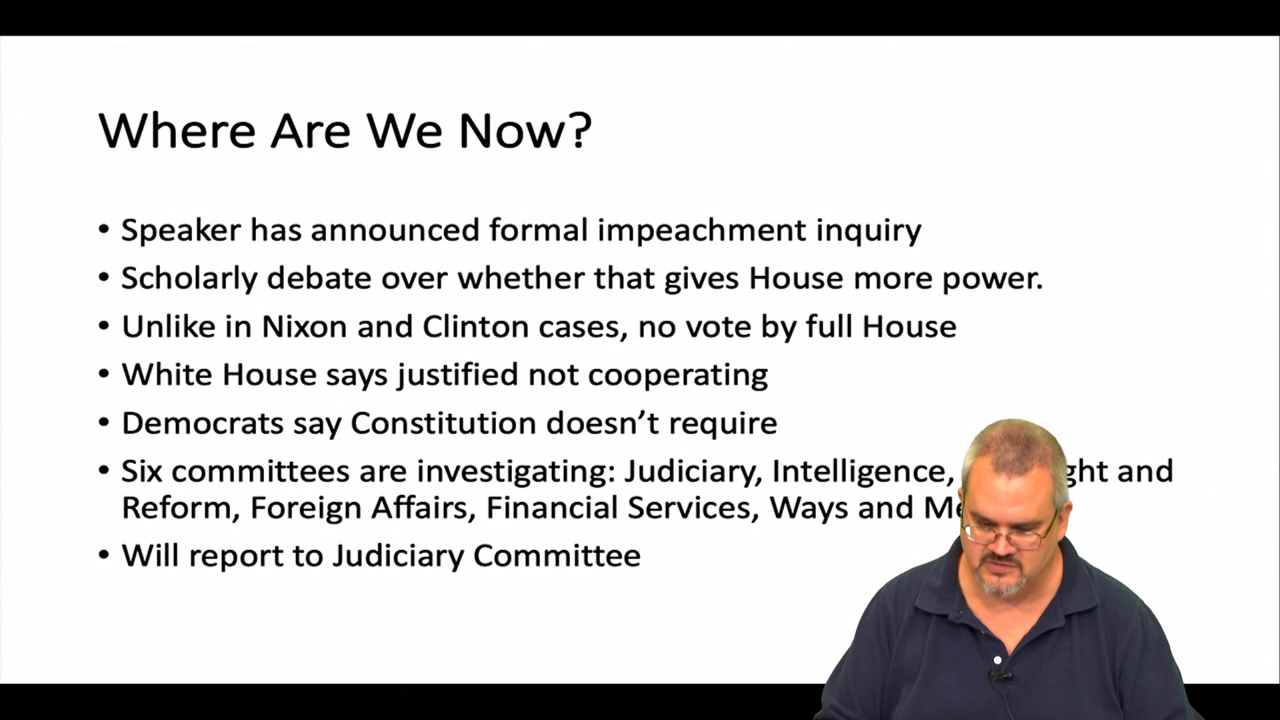 Where Are We Now?
• Speaker has announced formal impeachment inquiry
• Scholarly debate over whether that gives House more power.
• Unlike in Nixon and Clinton cases, no vote by full House
• White House says justified not cooperating
• Democrats say Constitution doesn’t require
• Six committees are investigating: Judiciary, Intelligence, and
Reform, Foreign Affairs, Financial Services, Ways and
• Will report to Judiciary Committee